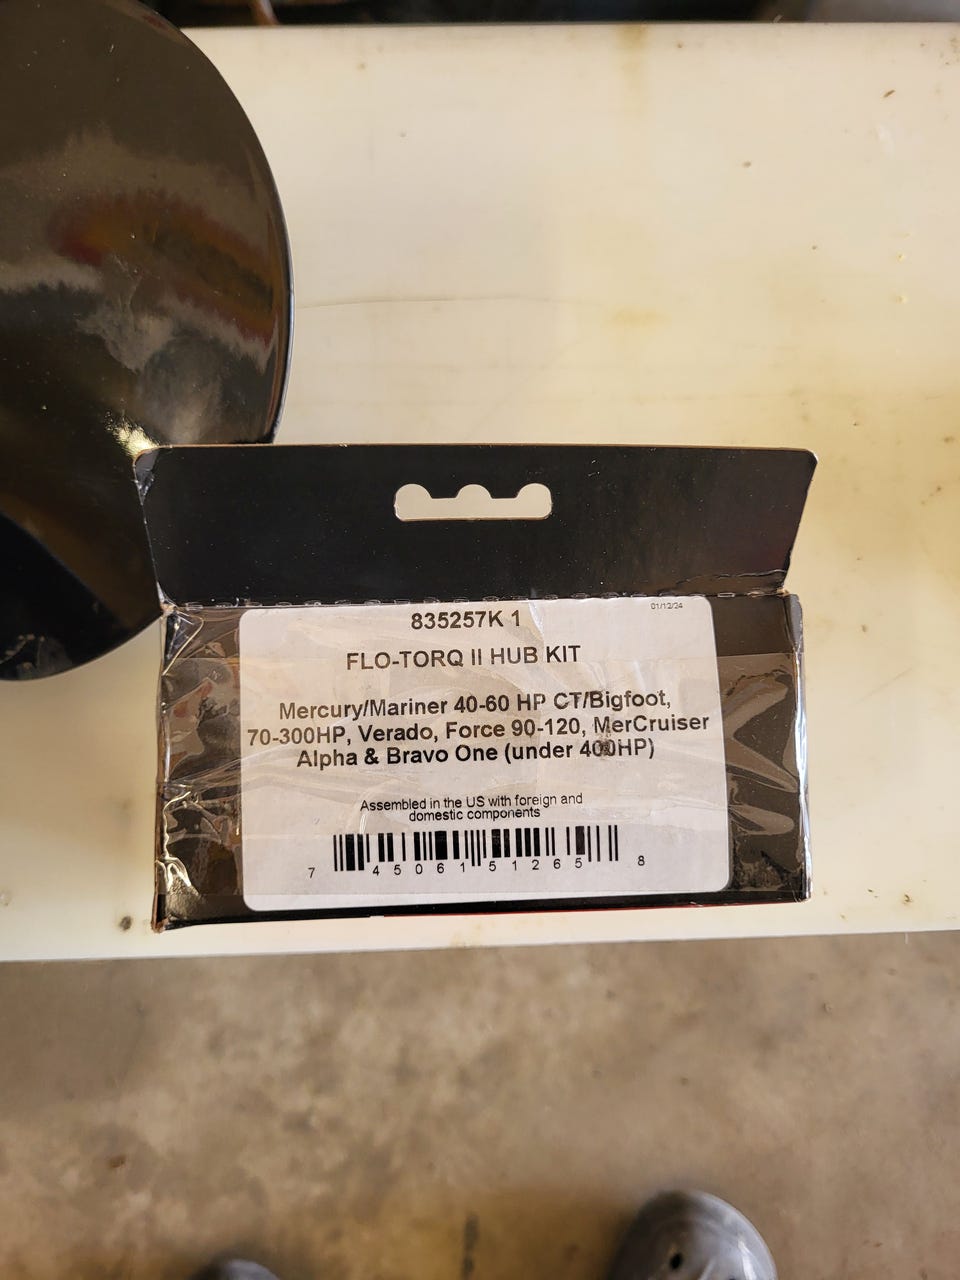 01/12/24
835257K 1
FLO-TORQ II HUB KIT
Mercury/Mariner 40-60 HP CT/Bigfoot,
70-300HP, Verado, Force 90-120, MerCruiser
Alpha & Bravo One (under 400HP)
Assembled in the US with foreign and
domestic components
7 45061 51265 8